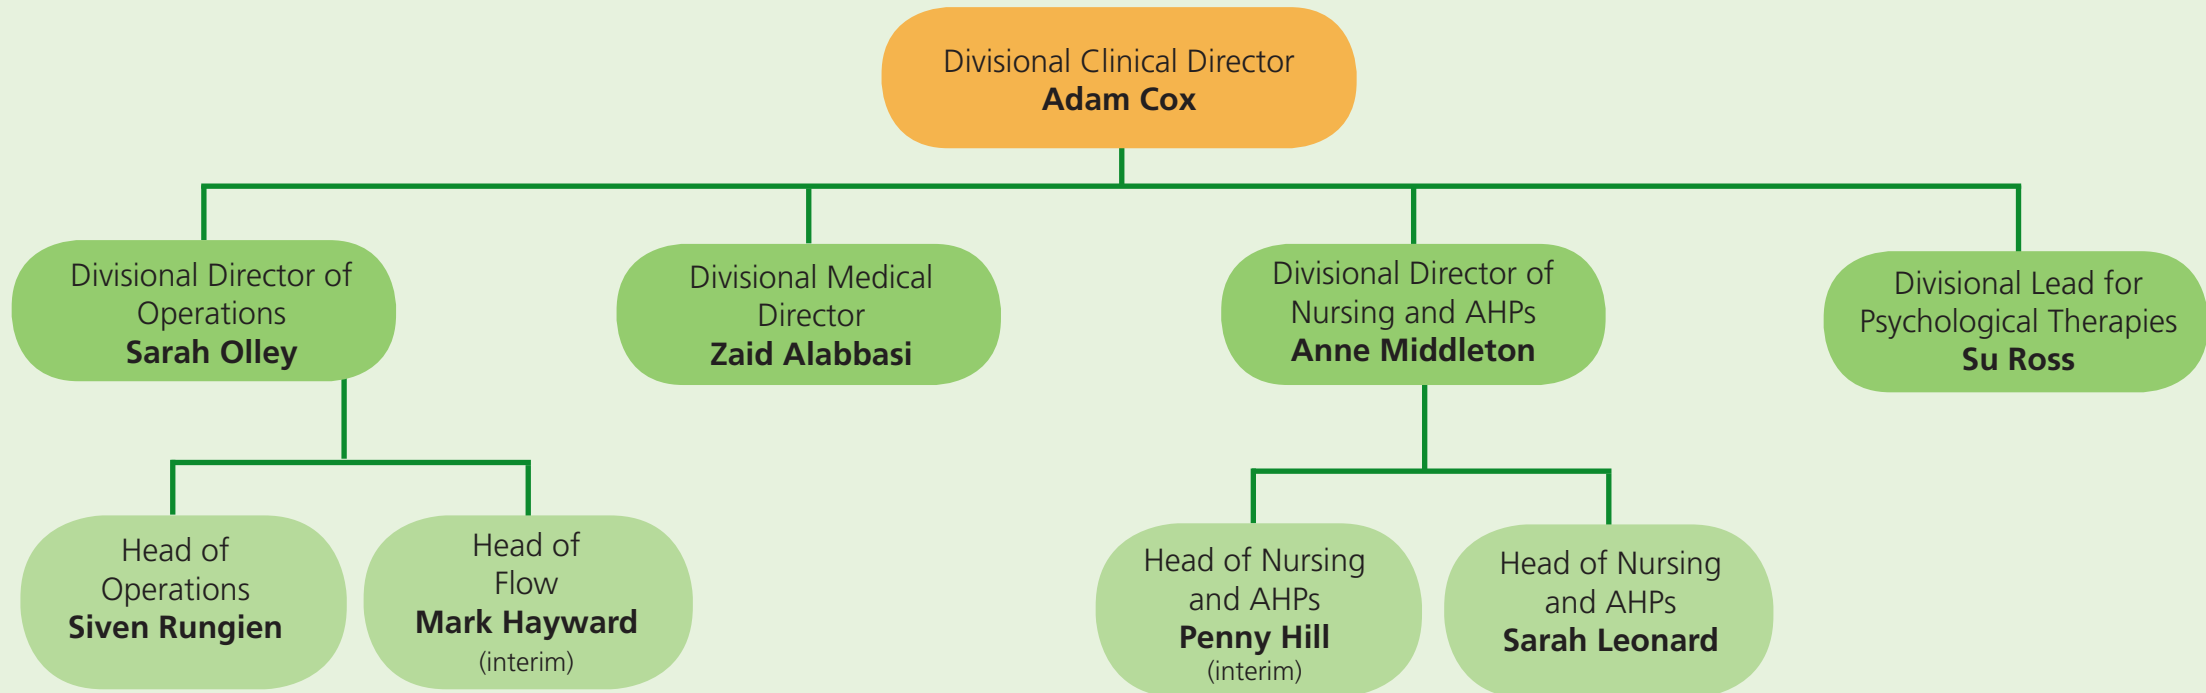 Divisional Clinical Director
Adam Cox
Divisional Director of
Operations
Sarah Olley
Divisional Medical
Director
Zaid Alabbasi
Divisional Director of
Nursing and AHPs
Anne Middleton
Divisional Lead for
Psychological Therapies
Su Ross
Head of
Operations
Siven Rungien
Head of
Flow
Mark Hayward
(interim)
Head of Nursing
and AHPs
Penny Hill
(interim)
Head of Nursing
and AHPs
Sarah Leonard